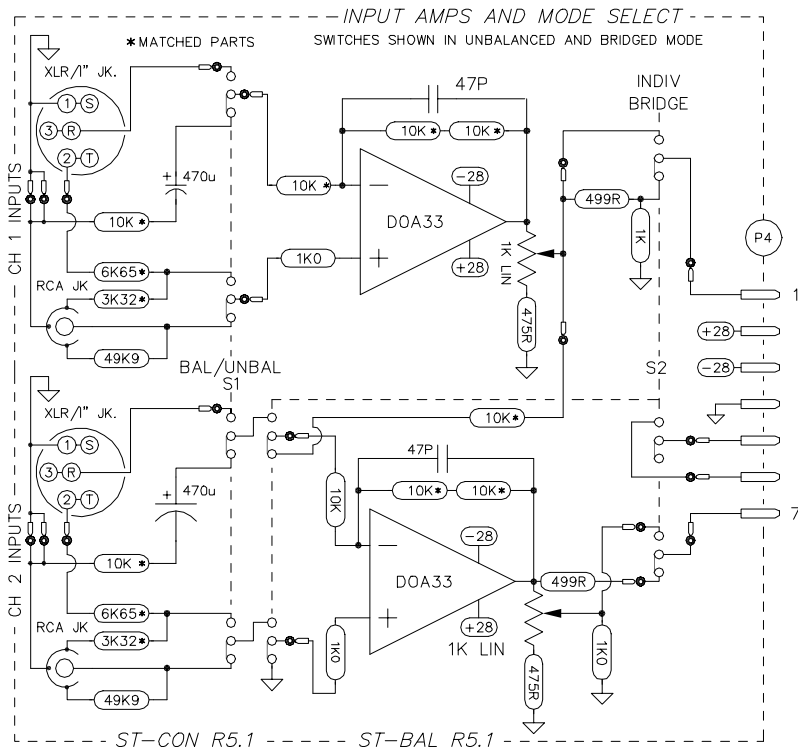 INPUT AMPS AND MODE SELECT
*MATCHED PARTS
SWITCHES SHOWN IN UNBALANCED AND BRIDGED MODE
XLR/1" JK.
1 S
3 R
2 T
CH 1 INPUTS
470u
+
10K *
6K65 *
3K32 *
RCA JK
49K9
47P
10K * 10K *
10K *
1K0
DOA33
-28
+28
1K LIN
475R
INDIV
BRIDGE
499R
1K
P4
1
+28
-28
BAL/UNBAL
S1
S2
XLR/1" JK.
1 S
3 R
2 T
CH 2 INPUTS
470u
+
10K *
6K65 *
3K32 *
RCA JK
49K9
10K *
47P
10K * 10K *
10K
DOA33
-28
+28
1K LIN
1K0
475R
499R
1K0
7
ST-CON R5.1
ST-BAL R5.1